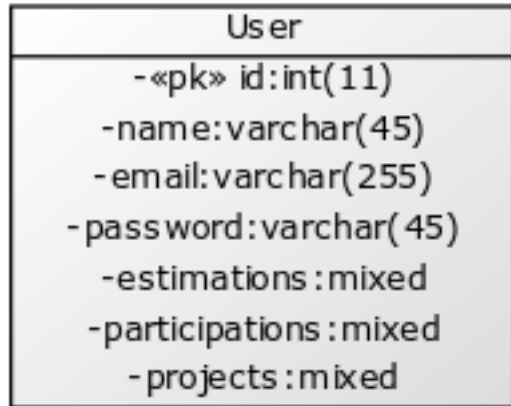 User
-«pk» id:int(11)
-name:varchar(45)
-email:varchar(255)
-password:varchar(45)
-estimations:mixed
-participations:mixed
-projects:mixed